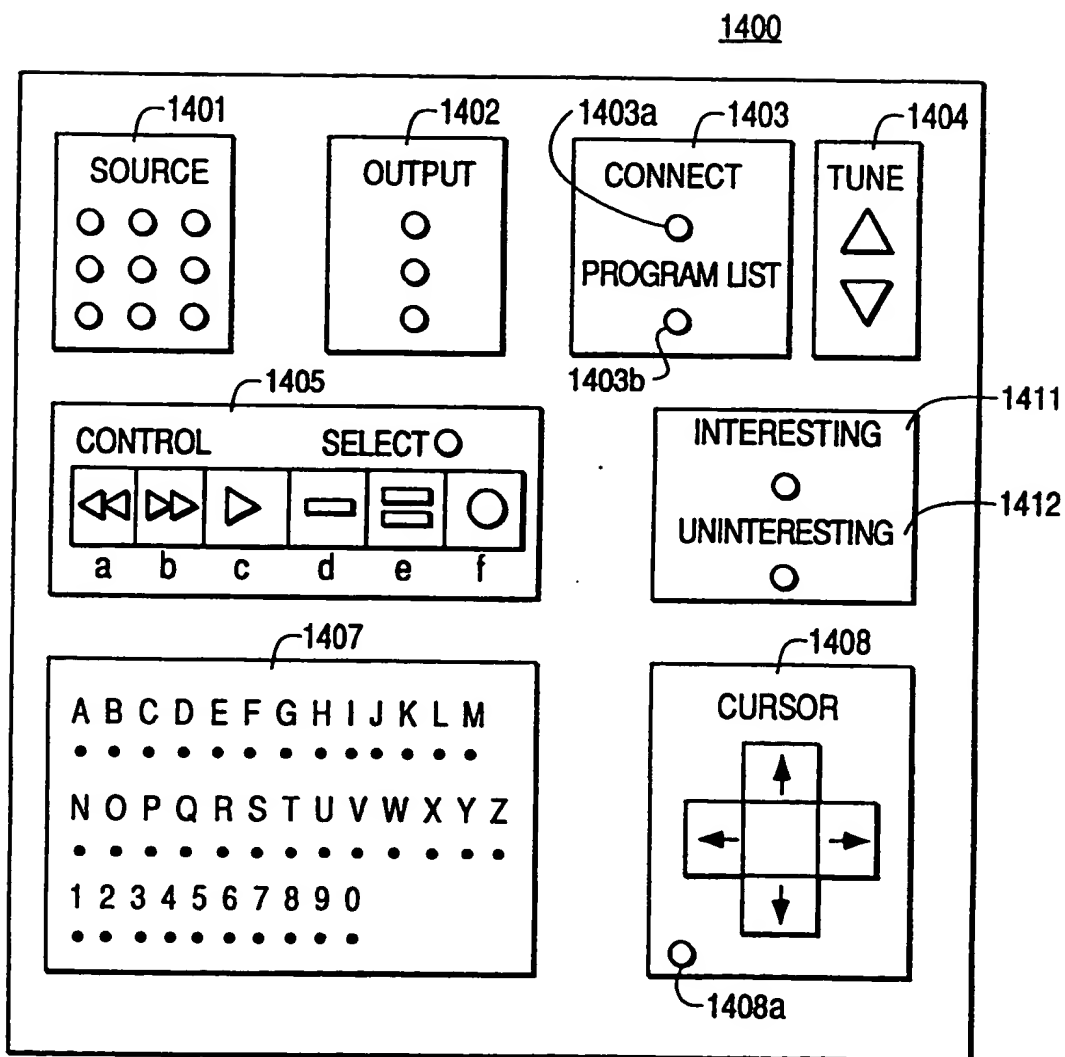 1400
1401
1402
1403a
1403
1404
SOURCE
OUTPUT
CONNECT
TUNE
PROGRAM LIST
1403b
1405
1411
CONTROL
SELECT
INTERESTING
1412
UNINTERESTING
a b c d e f
1407
1408
A B C D E F G H I J K L M
CURSOR
N O P Q R S T U V W X Y Z
1 2 3 4 5 6 7 8 9 0
1408a